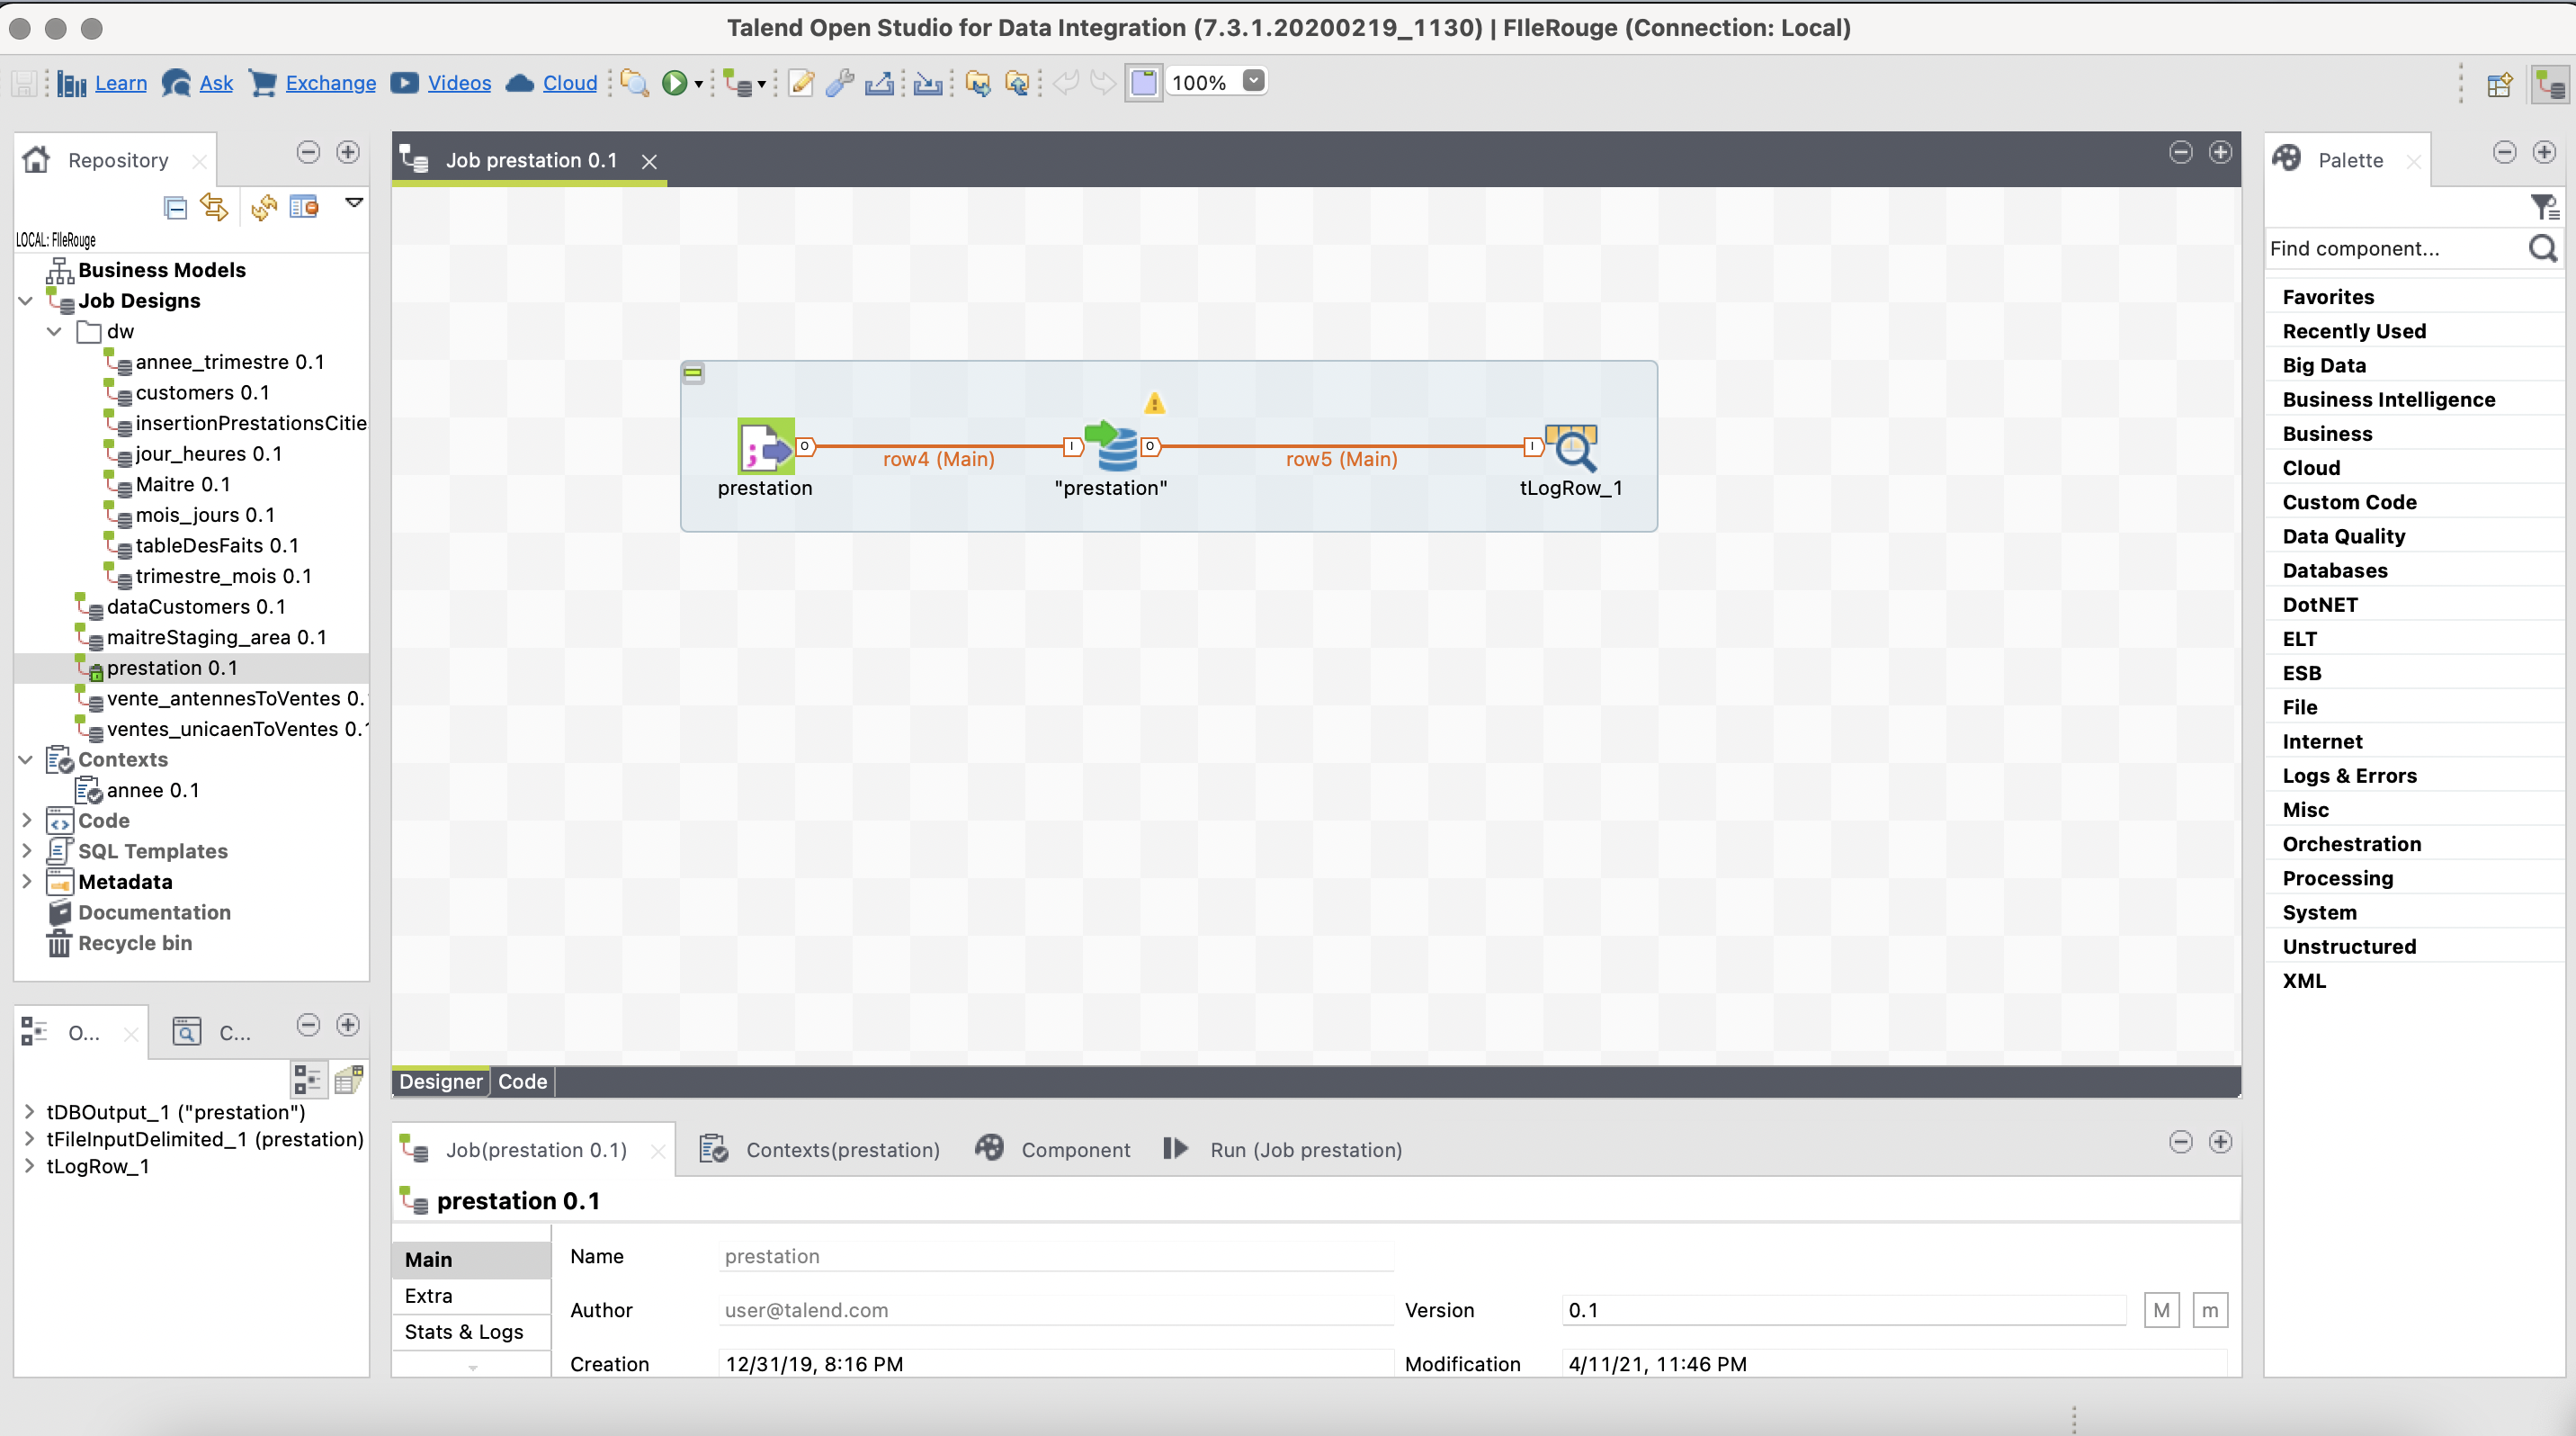 Talend Open Studio for Data Integration (7.3.1.20200219_1130) | FIleRouge (Connection: Local)
Learn Ask Exchange Videos Cloud 100%
Repository
LOCAL: FIleRouge
Business Models
Job Designs
dw
annee_trimestre 0.1
customers 0.1
insertionPrestationsCitie
jour_heures 0.1
Maitre 0.1
mois_jours 0.1
tableDesFaits 0.1
trimestre_mois 0.1
dataCustomers 0.1
maitreStaging_area 0.1
prestation 0.1
vente_antennesToVentes 0.
ventes_unicaenToVentes 0.1
Contexts
annee 0.1
Code
SQL Templates
Metadata
Documentation
Recycle bin
O... C...
tDBOutput_1 ("prestation")
tFileInputDelimited_1 (prestation)
tLogRow_1
Job prestation 0.1
O I O I
row4 (Main) row5 (Main)
prestation "prestation" tLogRow_1
Designer Code
Job(prestation 0.1) Contexts(prestation) Component Run (Job prestation)
prestation 0.1
Main
Extra
Stats & Logs
Name prestation
Author user@talend.com Version 0.1 M m
Creation 12/31/19, 8:16 PM Modification 4/11/21, 11:46 PM
Palette
Find component...
Favorites
Recently Used
Big Data
Business Intelligence
Business
Cloud
Custom Code
Data Quality
Databases
DotNET
ELT
ESB
File
Internet
Logs & Errors
Misc
Orchestration
Processing
System
Unstructured
XML